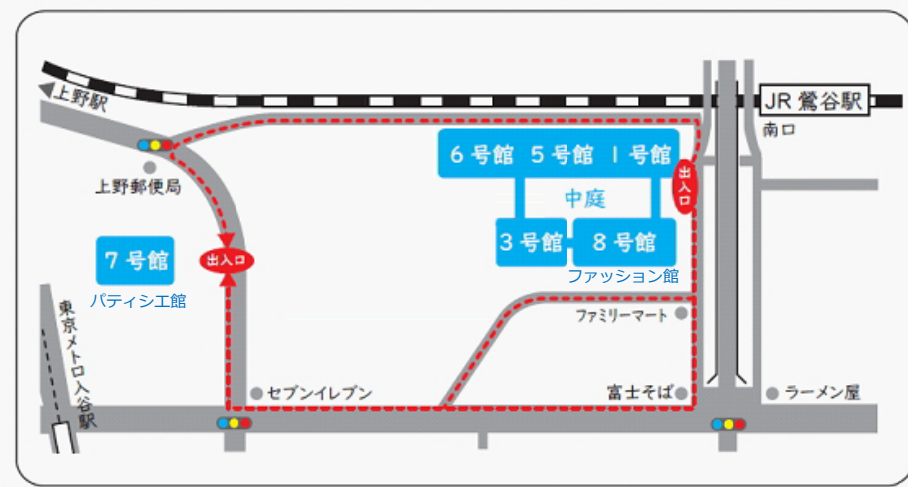 上野駅
JR 鶯谷駅
南口
6 号館 5 号館 1 号館
出入口
上野郵便局
中庭
7 号館
出入口
3 号館
8 号館
パティシエ館
ファッション館
東京メトロ入谷駅
ファミリーマート
セブンイレブン
富士そば
ラーメン屋